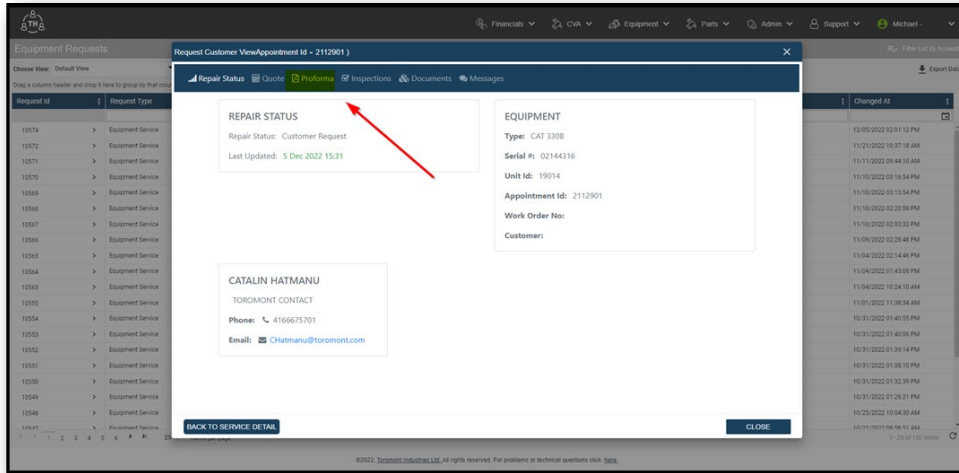 TH
Financials
CVA
Equipment
Parts
Admin
Support
Michael -
Equipment Requests
Filter List By Account
Choose View: Default View
Export Data
Drag a column header and drop it here to group by that colu
Request Id
Request Type
Changed At
10574 Equipment Service 12/05/2022 02:01:12 PM
10572 Equipment Service 11/21/2022 10:37:18 AM
10571 Equipment Service 11/11/2022 09:44:10 AM
10570 Equipment Service 11/10/2022 03:16:54 PM
10569 Equipment Service 11/10/2022 03:13:54 PM
10568 Equipment Service 11/10/2022 02:20:58 PM
10567 Equipment Service 11/10/2022 02:03:32 PM
10566 Equipment Service 11/09/2022 02:28:48 PM
10565 Equipment Service 11/04/2022 02:14:46 PM
10564 Equipment Service 11/04/2022 01:43:08 PM
10563 Equipment Service 11/04/2022 10:24:10 AM
10555 Equipment Service 11/01/2022 11:38:34 AM
10554 Equipment Service 10/31/2022 01:40:55 PM
10553 Equipment Service 10/31/2022 01:40:06 PM
10552 Equipment Service 10/31/2022 01:39:14 PM
10551 Equipment Service 10/31/2022 01:38:10 PM
10550 Equipment Service 10/31/2022 01:32:39 PM
10549 Equipment Service 10/31/2022 01:26:21 PM
10548 Equipment Service 10/25/2022 10:04:30 AM
10547 Equipment Service
1 2 3 4 5 6
Request Customer ViewAppointment Id - 2112901 )
Repair Status Quote Proforma Inspections Documents Messages
REPAIR STATUS
Repair Status: Customer Request
Last Updated: 5 Dec 2022 15:31
EQUIPMENT
Type: CAT 330B
Serial #: 02144316
Unit Id: 19014
Appointment Id: 2112901
Work Order No:
Customer:
CATALIN HATMANU
TOROMONT CONTACT
Phone: 4166675701
Email: CHatmanu@toromont.com
BACK TO SERVICE DETAIL
CLOSE
©2022, Toromont Industries Ltd. All rights reserved. For problems or technical questions click here.